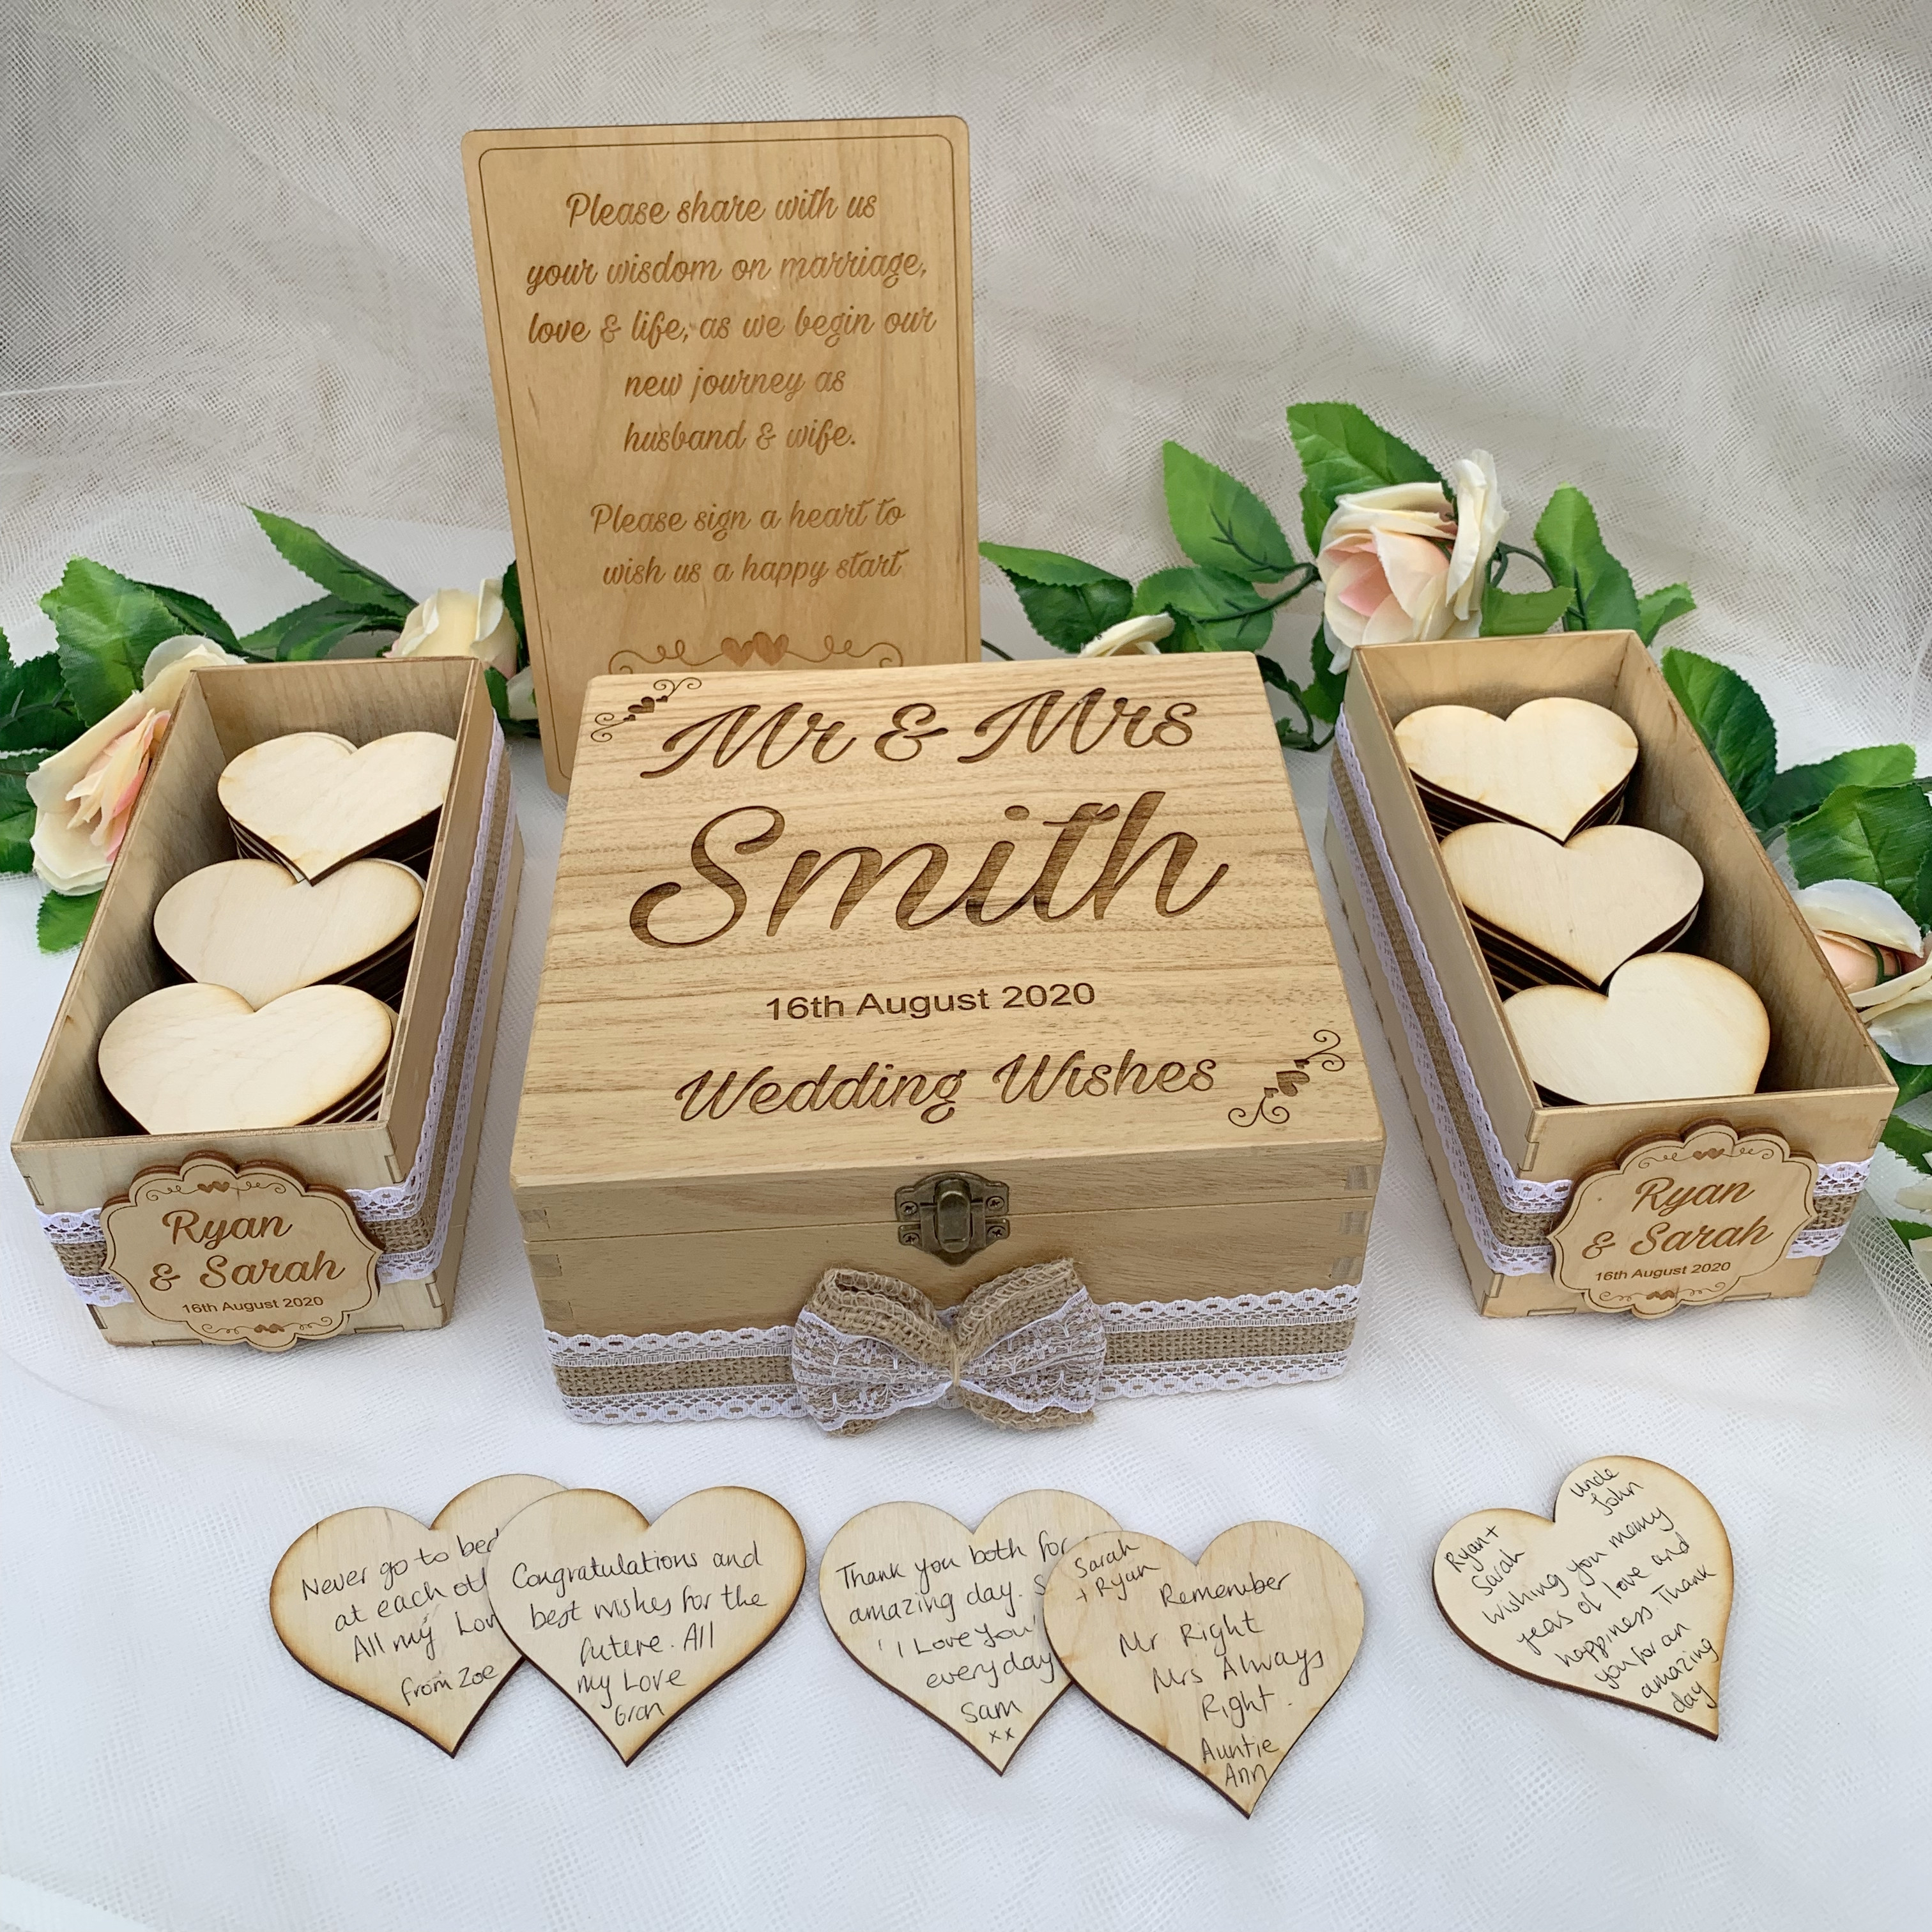 Please share with us
your wisdom on marriage,
love & life, as we begin our
new journey as
husband & wife.
Please sign a heart to
wish us a happy start
Mr & Mrs
Smith
16th August 2020
Wedding Wishes
Ryan
& Sarah
16th August 2020
Ryan
& Sarah
16th August 2020
Never go to bed
at each
All my
from Zoe
Congratulations and
best wishes for the
future. All
my Love
Gran
Thank you both for
amazing day.
'I Love You'
everyday
Sam
xx
Sarah
+ Ryan
Remember
Mr Right
Mrs Always
Right.
Auntie
Ann
Uncle
John
Ryan +
Sarah
Wishing you many
years of love and
happiness. Thank
you for an
amazing
day